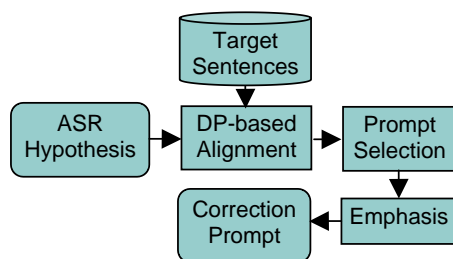 Target
Sentences
ASR
Hypothesis
DP-based
Alignment
Prompt
Selection
Correction
Prompt
Emphasis